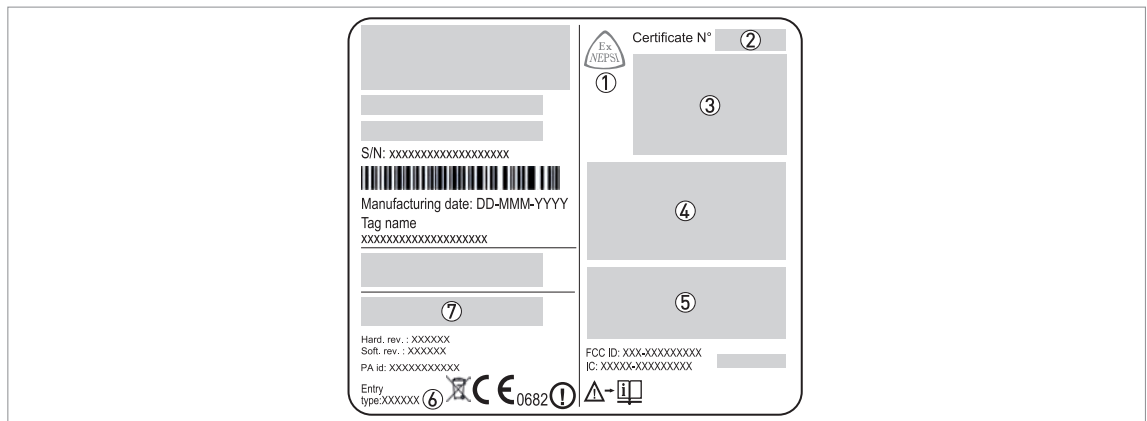 S/N: xxxxxxxxxxxxxxxxxxx
Manufacturing date: DD-MMM-YYYY
Tag name
xxxxxxxxxxxxxxxxxxxx
⑦
Hard. rev. : XXXXXX
Soft. rev. : XXXXXX
PA id: XXXXXXXXXXX
Entry
type:XXXXXX ⑥ CE 0682 !
Ex
NEPSI
①
Certificate N° ②
③
④
⑤
FCC ID: XXX-XXXXXXXXX
IC: XXXXX-XXXXXXXXX